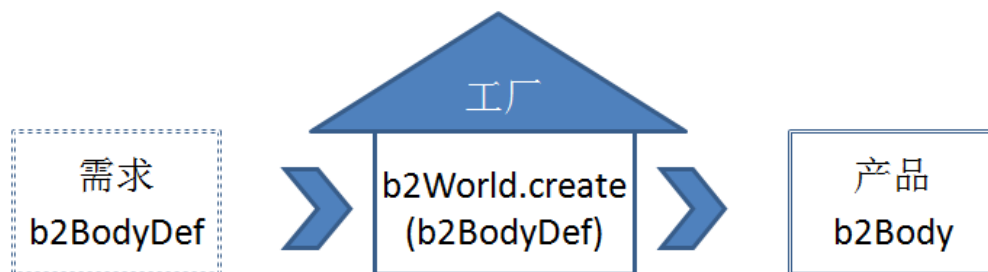 工厂
需求
b2BodyDef
b2World.create
(b2BodyDef)
产品
b2Body